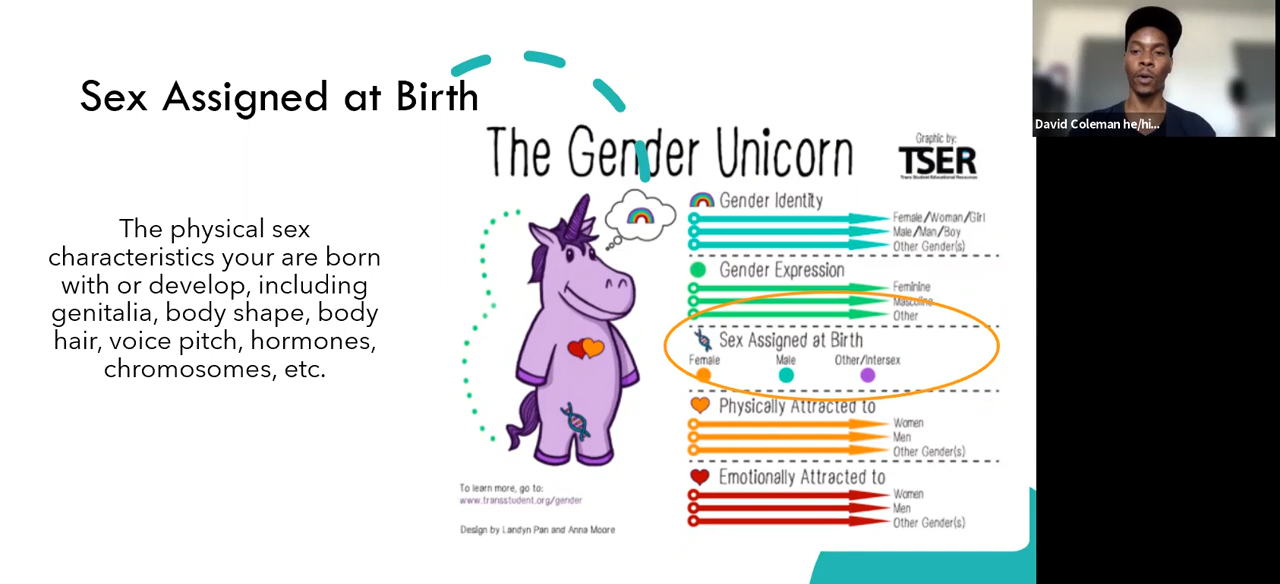 Sex Assigned at Birth
The physical sex
characteristics your are born
with or develop, including
genitalia, body shape, body
hair, voice pitch, hormones,
chromosomes, etc.
The Gender Unicorn
Graphic by:
TSER
Trans Student Educational Resources
Gender Identity
Female/Woman/Girl
Male/Man/Boy
Other Gender(s)
Gender Expression
Feminine
Masculine
Other
Sex Assigned at Birth
Female Male Other/Intersex
Physically Attracted to
Women
Men
Other Gender(s)
Emotionally Attracted to
Women
Men
Other Gender(s)
To learn more, go to:
www.transstudent.org/gender
Design by Landyn Pan and Anna Moore
David Coleman he/hi...